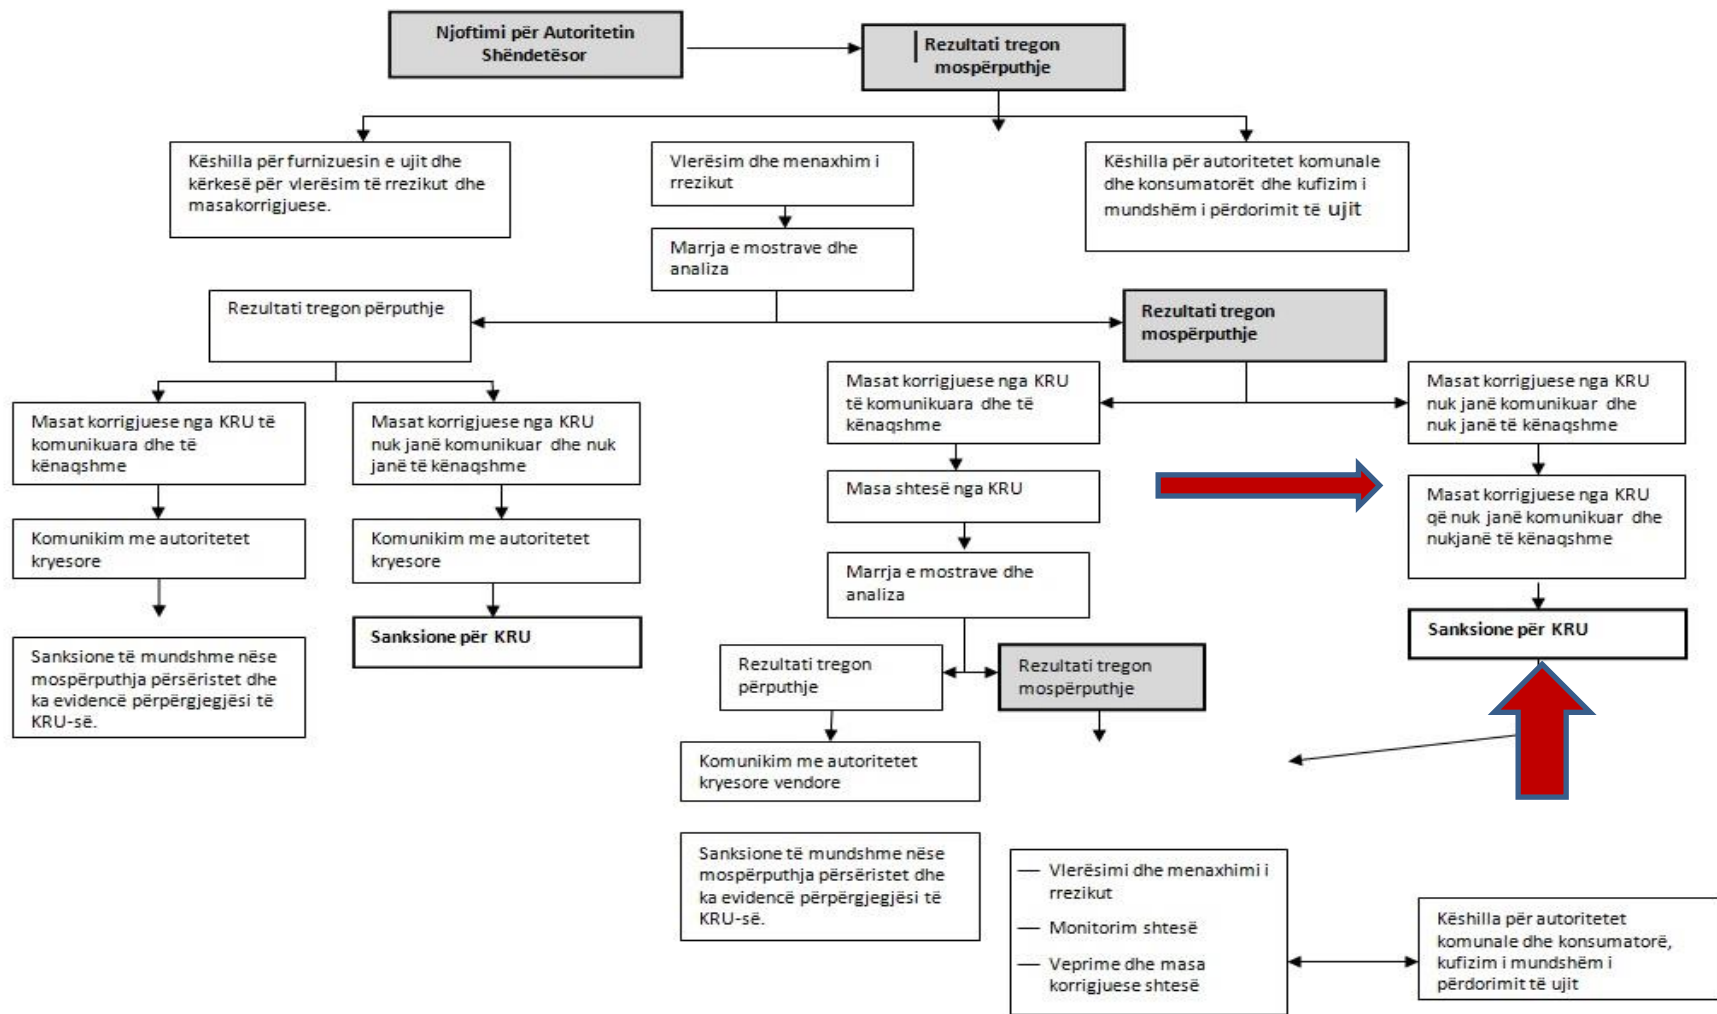 Njoftimi për Autoritetin
Shëndetësor
Rezultati tregon
mospërputhje
Këshilla për furnizuesin e ujit dhe
kërkesë për vlerësim të rrezikut dhe
masakorrigjuese.
Vlerësim dhe menaxhim i
rrezikut
Këshilla për autoritetet komunale
dhe konsumatorët dhe kufizim i
mundshëm i përdorimit të ujit
Marrja e mostrave dhe
analiza
Rezultati tregon përputhje
Rezultati tregon
mospërputhje
Masat korrigjuese nga KRU të
komunikuara dhe të
kënaqshme
Masat korrigjuese nga KRU
nuk janë komunikuar dhe nuk
janë të kënaqshme
Masat korrigjuese nga KRU
të komunikuara dhe të
kënaqshme
Masat korrigjuese nga KRU
nuk janë komunikuar dhe
nuk janë të kënaqshme
Masa shtesë nga KRU
Masat korrigjuese nga KRU
që nuk janë komunikuar dhe
nukjanë të kënaqshme
Komunikim me autoritetet
kryesore
Komunikim me autoritetet
kryesore
Marrja e mostrave dhe
analiza
Sanksione për KRU
Sanksione për KRU
Sanksione të mundshme nëse
mospërputhja përsëristet dhe
ka evidencë përpërgjegjësi të
KRU-së.
Rezultati tregon
përputhje
Rezultati tregon
mospërputhje
Komunikim me autoritetet
kryesore vendore
Sanksione të mundshme nëse
mospërputhja përsëristet dhe
ka evidencë përpërgjegjësi të
KRU-së.
— Vlerësimi dhe menaxhimi i
rrezikut
— Monitorim shtesë
— Veprime dhe masa
korrigjuese shtesë
Këshilla për autoritetet
komunale dhe konsumatorë,
kufizim i mundshëm i
përdorimit të ujit